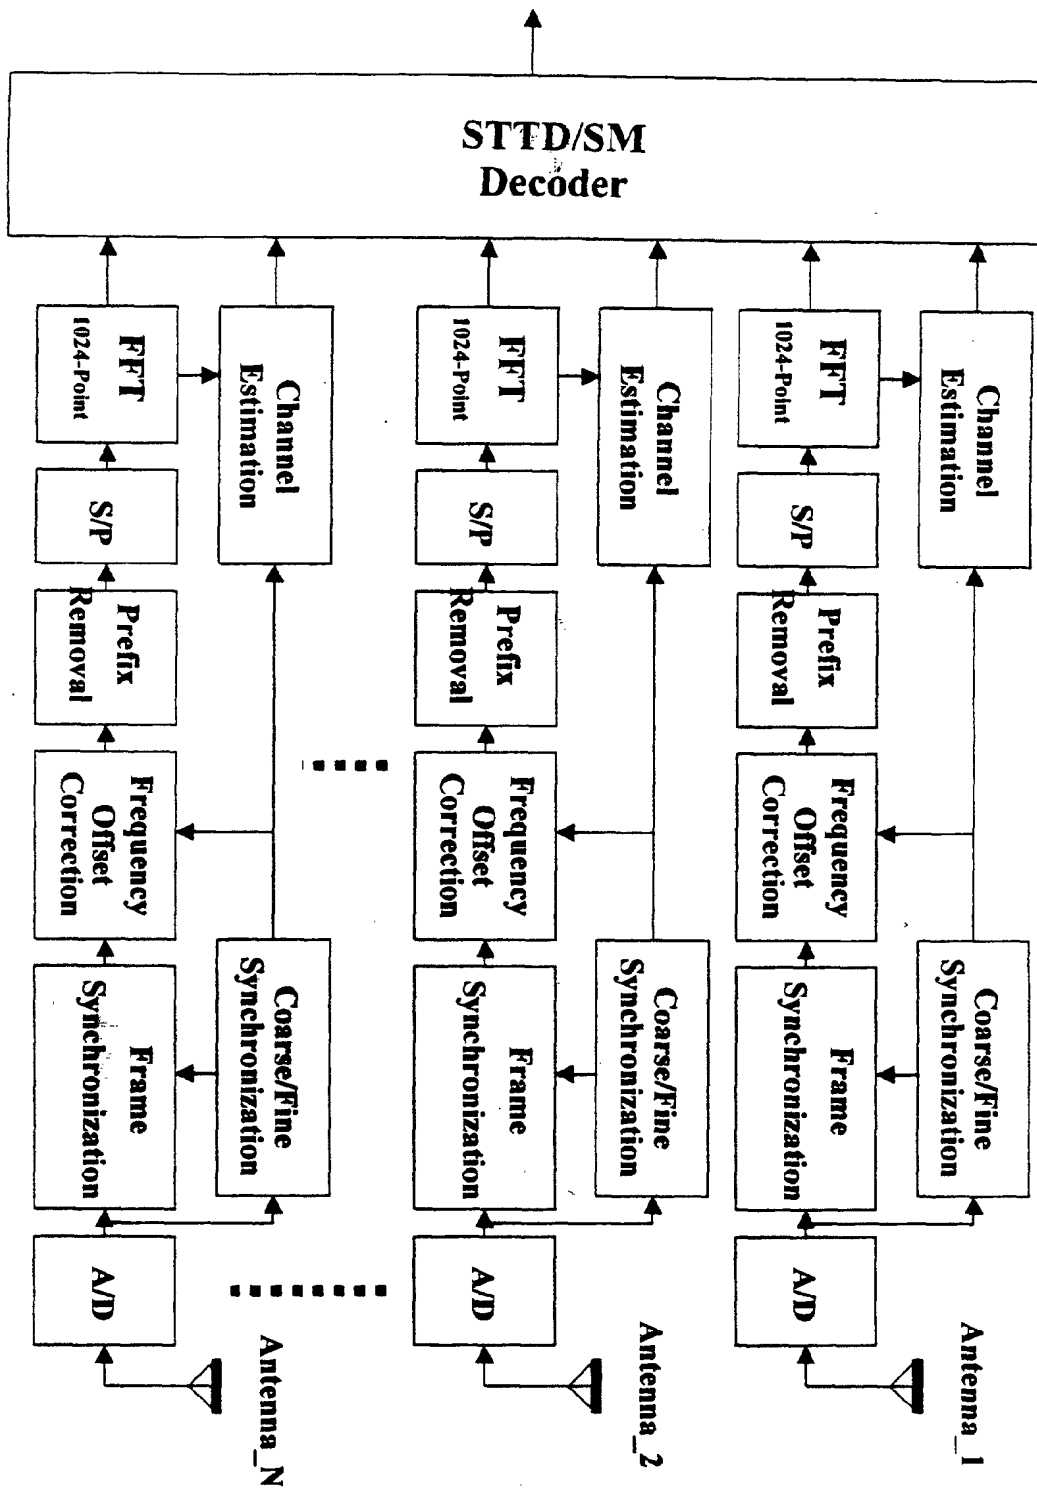 STTD/SM
Decoder
Antenna_1
A/D
Coarse/Fine
Synchronization
Frame
Synchronization
Frequency
Offset
Correction
Prefix
Removal
S/P
FFT
1024-Point
Channel
Estimation
Antenna_2
A/D
Coarse/Fine
Synchronization
Frame
Synchronization
Frequency
Offset
Correction
Prefix
Removal
S/P
FFT
1024-Point
Channel
Estimation
Antenna_N
A/D
Coarse/Fine
Synchronization
Frame
Synchronization
Frequency
Offset
Correction
Prefix
Removal
S/P
FFT
1024-Point
Channel
Estimation